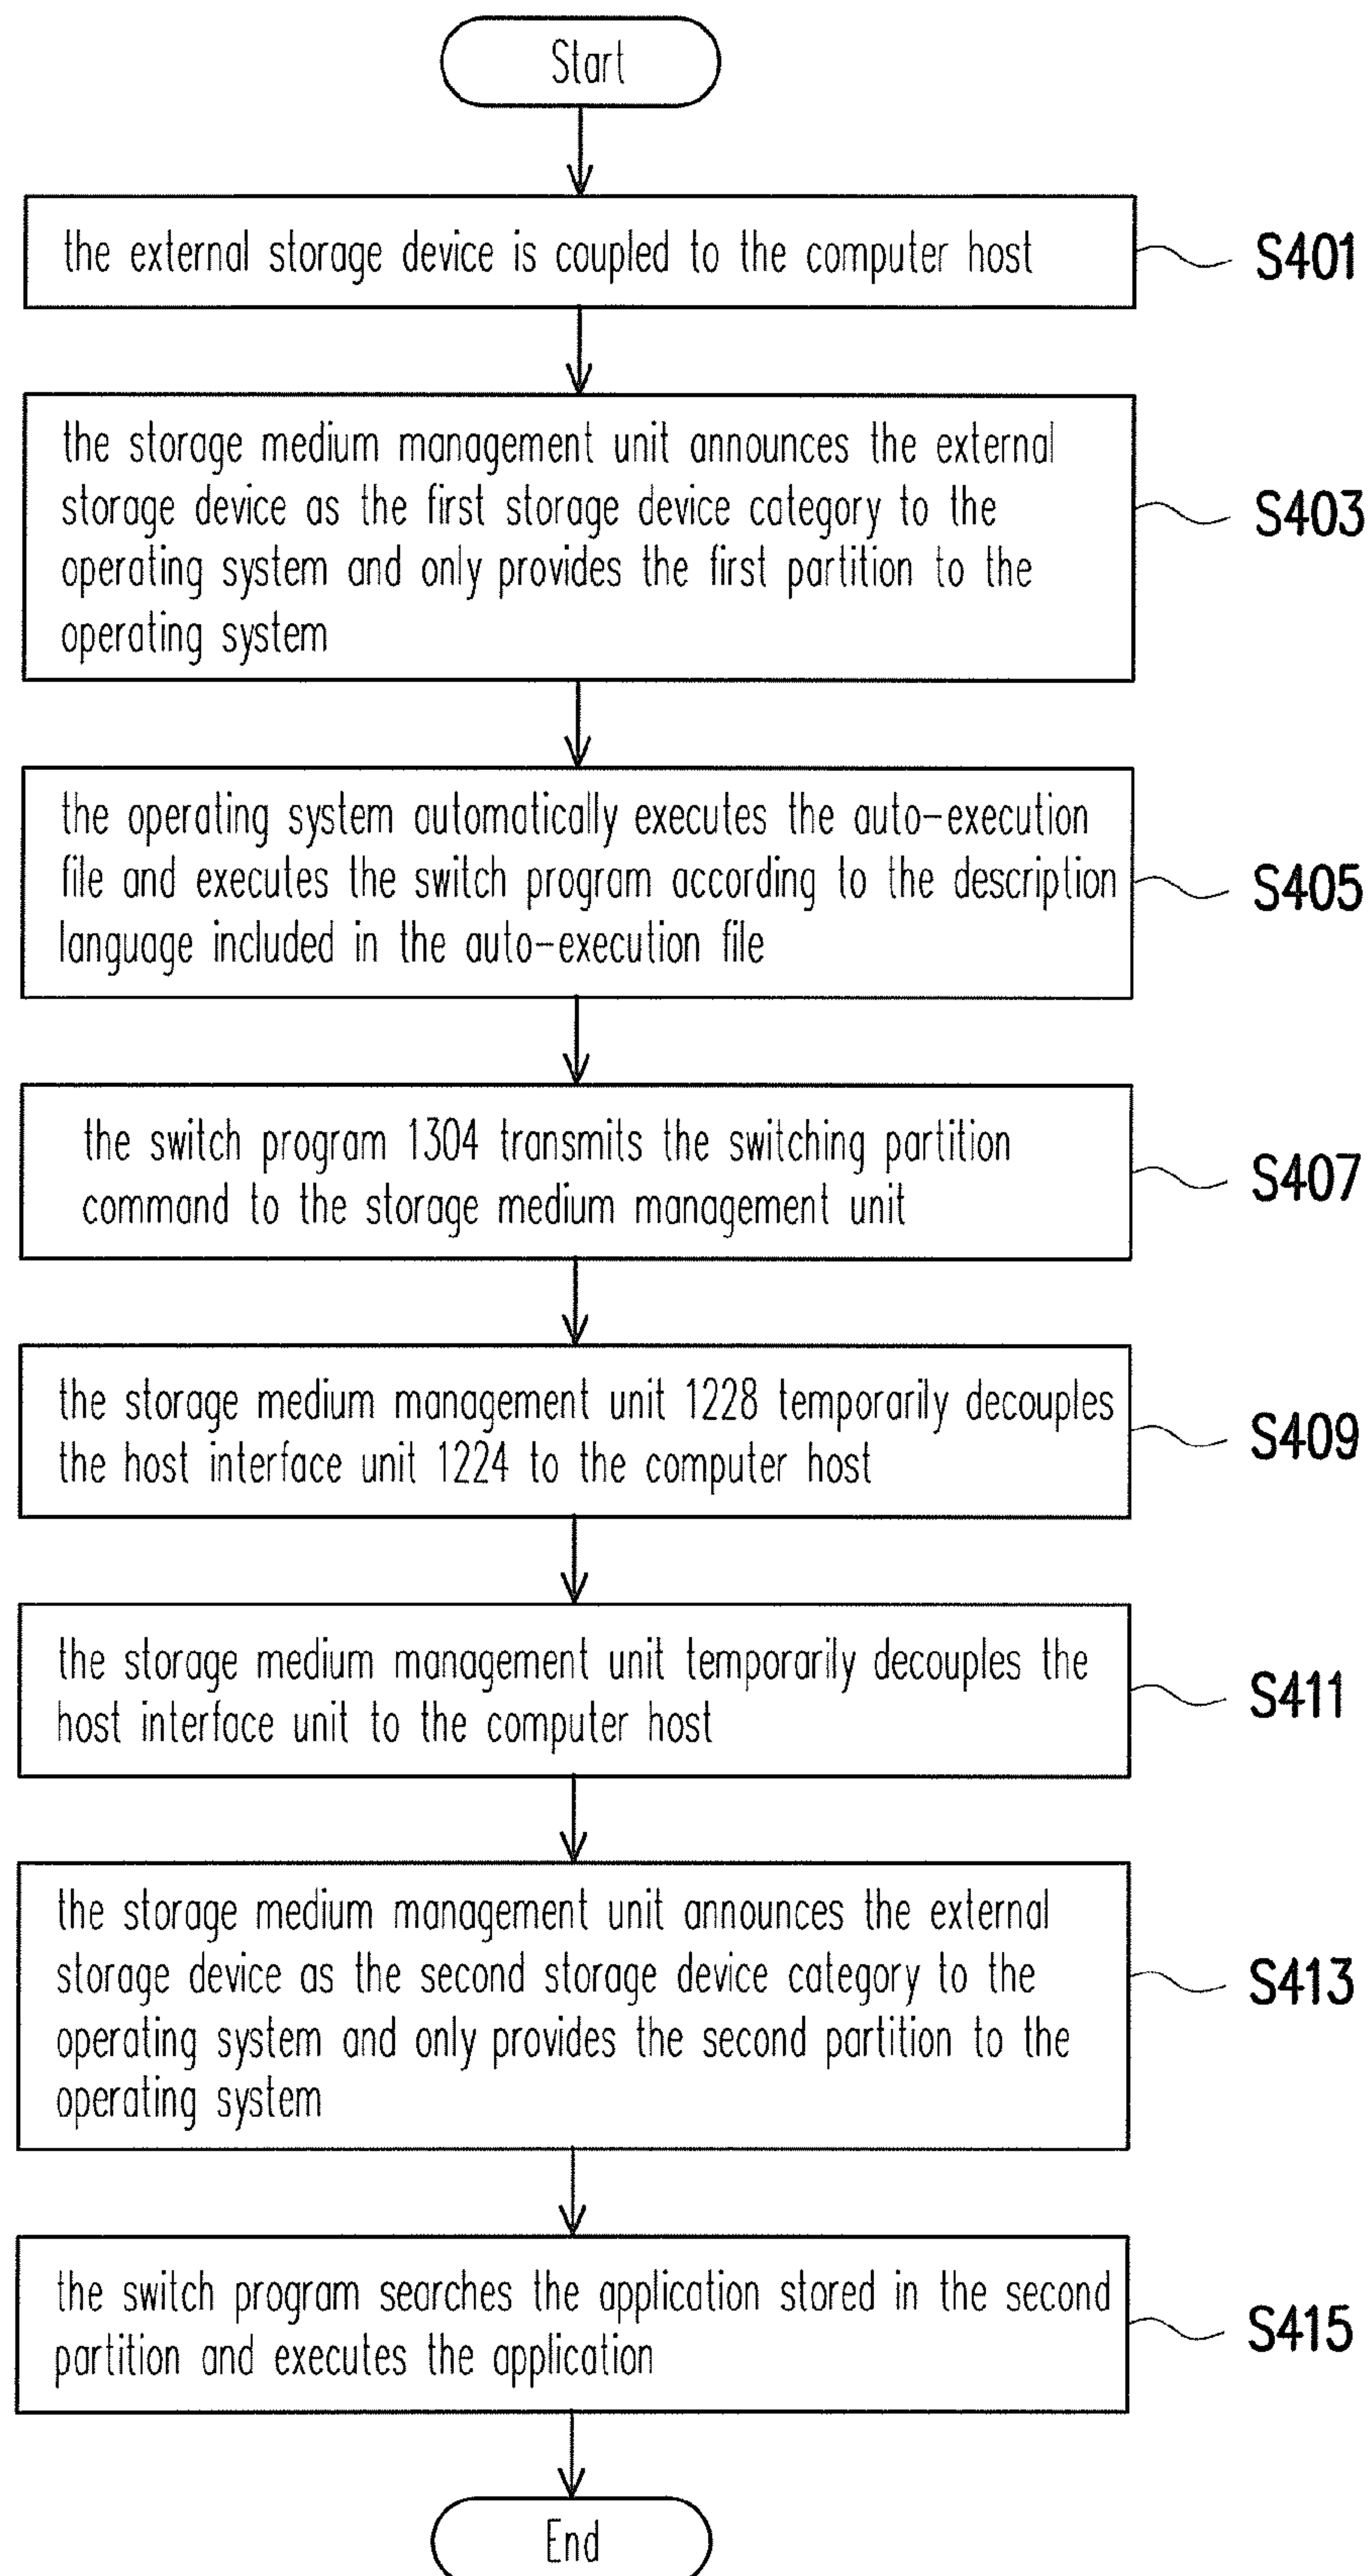 Start
the external storage device is coupled to the computer host
S401
the storage medium management unit announces the external
storage device as the first storage device category to the
operating system and only provides the first partition to the
operating system
S403
the operating system automatically executes the auto-execution
file and executes the switch program according to the description
language included in the auto-execution file
S405
the switch program 1304 transmits the switching partition
command to the storage medium management unit
S407
the storage medium management unit 1228 temporarily decouples
the host interface unit 1224 to the computer host
S409
the storage medium management unit temporarily decouples the
host interface unit to the computer host
S411
the storage medium management unit announces the external
storage device as the second storage device category to the
operating system and only provides the second partition to the
operating system
S413
the switch program searches the application stored in the second
partition and executes the application
S415
End